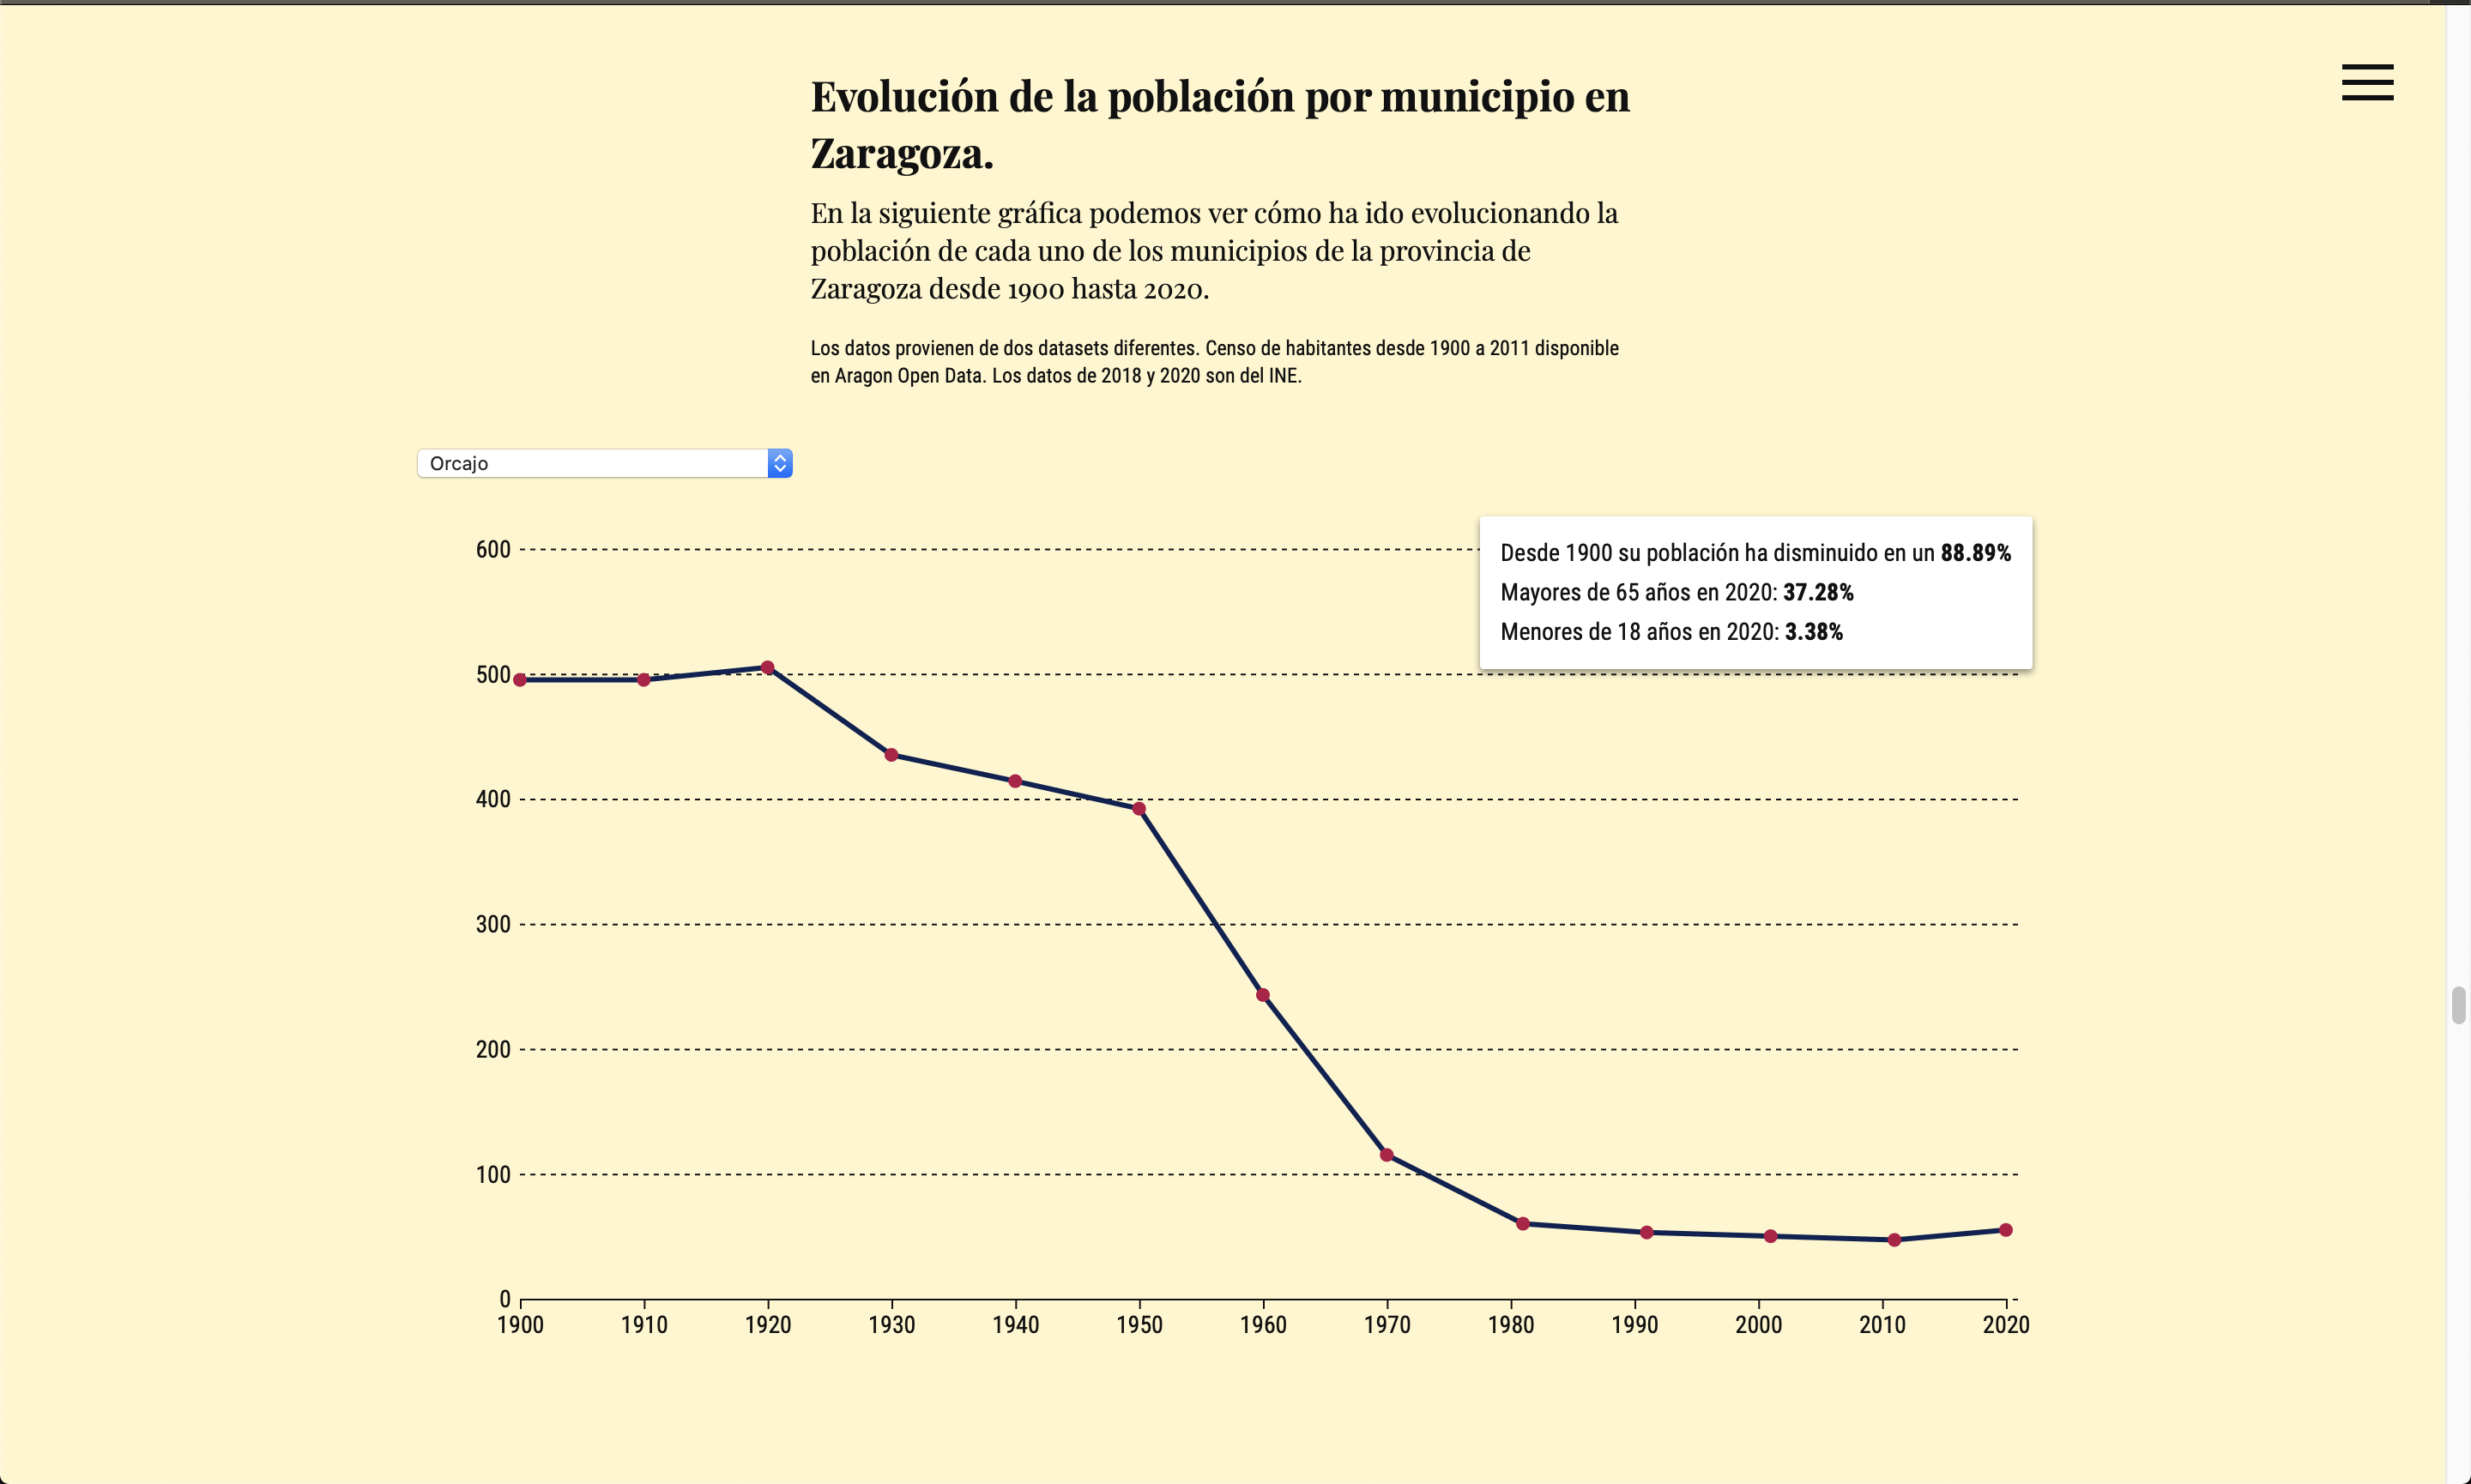 Evolución de la población por municipio en
Zaragoza.
En la siguiente gráfica podemos ver cómo ha ido evolucionando la
población de cada uno de los municipios de la provincia de
Zaragoza desde 1900 hasta 2020.
Los datos provienen de dos datasets diferentes. Censo de habitantes desde 1900 a 2011 disponible
en Aragon Open Data. Los datos de 2018 y 2020 son del INE.
Orcajo
Desde 1900 su población ha disminuido en un 88.89%
Mayores de 65 años en 2020: 37.28%
Menores de 18 años en 2020: 3.38%
600
500
400
300
200
100
0
1900 1910 1920 1930 1940 1950 1960 1970 1980 1990 2000 2010 2020